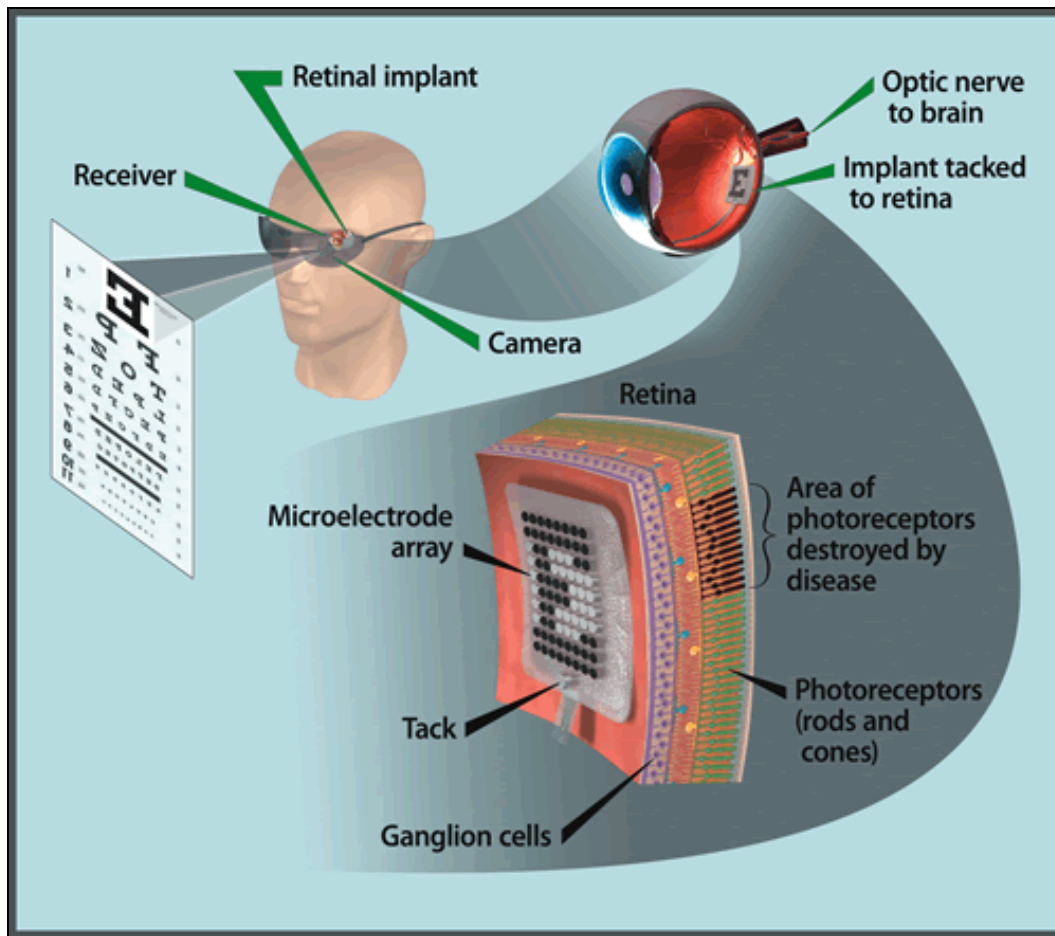 Retinal implant
Receiver
Camera
Optic nerve
to brain
Implant tacked
to retina
E
Retina
Microelectrode
array
Area of
photoreceptors
destroyed by
disease
Photoreceptors
(rods and
cones)
Tack
Ganglion cells